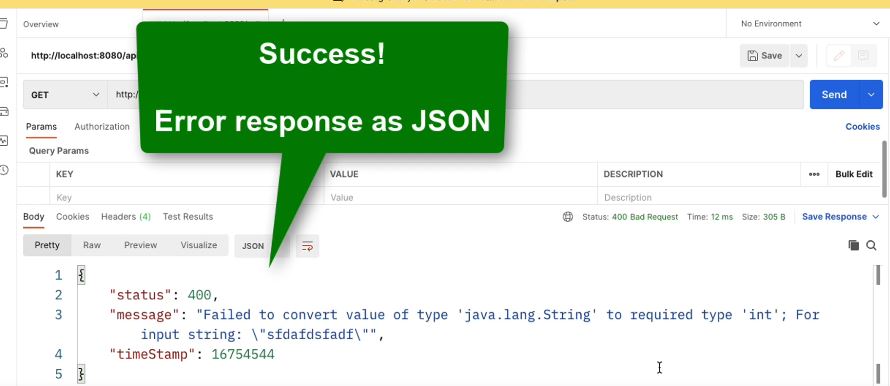 Overview
No Environment
http://localhost:8080/ap
Save
Success!
Error response as JSON
GET
http:/
Send
Params
Authorization
Cookies
Query Params
KEY
VALUE
DESCRIPTION
Bulk Edit
Key
Value
Description
Body
Cookies
Headers (4)
Test Results
Status: 400 Bad Request
Time: 12 ms
Size: 305 B
Save Response
Pretty
Raw
Preview
Visualize
JSON
1 {
2 "status": 400,
3 "message": "Failed to convert value of type 'java.lang.String' to required type 'int'; For
input string: \"sfdafdsfadf\"",
4 "timeStamp": 16754544
5 }